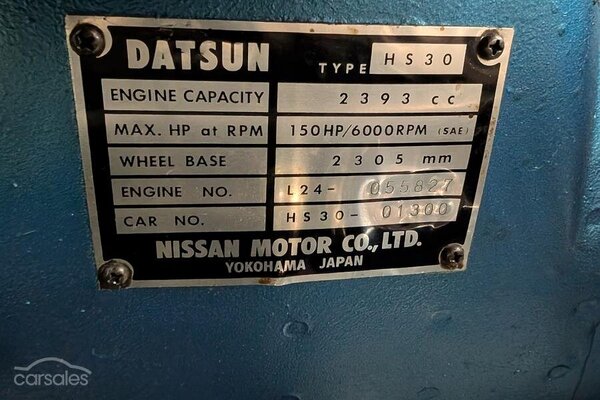 DATSUN TYPE HS30
ENGINE CAPACITY 2393 cc
MAX. HP at RPM 150HP/6000RPM (SAE)
WHEEL BASE 2305 mm
ENGINE NO. L24- 055827
CAR NO. HS30- 01300
NISSAN MOTOR CO., LTD.
YOKOHAMA JAPAN
carsales